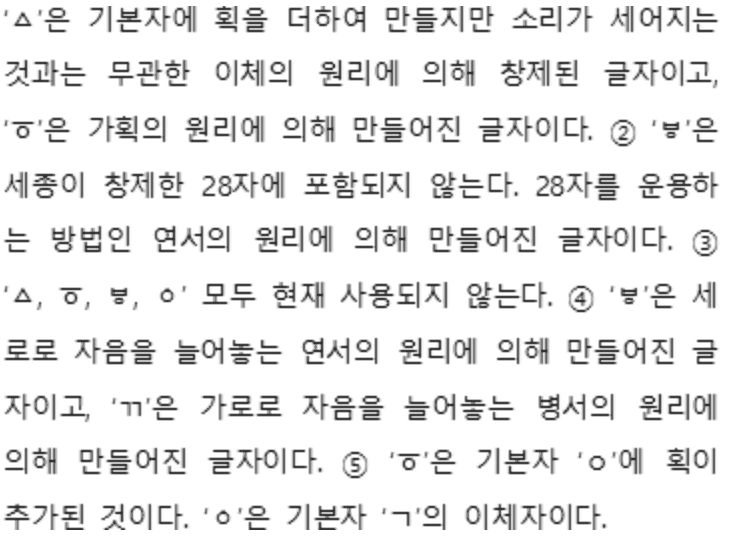 'ㅿ'은 기본자에 획을 더하여 만들지만 소리가 세어지는
것과는 무관한 이체의 원리에 의해 창제된 글자이고,
'ㆆ'은 가획의 원리에 의해 만들어진 글자이다. ② 'ㅸ'은
세종이 창제한 28자에 포함되지 않는다. 28자를 운용하
는 방법인 연서의 원리에 의해 만들어진 글자이다. ③
'ㅿ, ㆆ, ㅸ, ㆁ' 모두 현재 사용되지 않는다. ④ 'ㅸ'은 세
로로 자음을 늘어놓는 연서의 원리에 의해 만들어진 글
자이고, 'ㄲ'은 가로로 자음을 늘어놓는 병서의 원리에
의해 만들어진 글자이다. ⑤ 'ㆆ'은 기본자 'ㅇ'에 획이
추가된 것이다. 'ㆁ'은 기본자 'ㄱ'의 이체자이다.